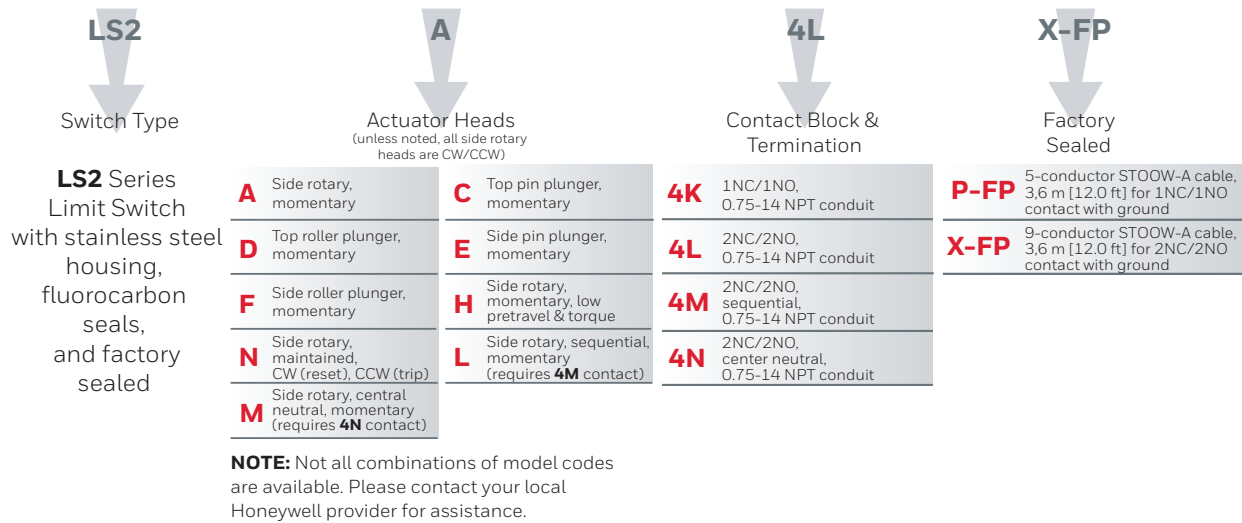 LS2
A
4L
X-FP
Switch Type
Actuator Heads
(unless noted, all side rotary
heads are CW/CCW)
Contact Block &
Termination
Factory
Sealed
LS2 Series
Limit Switch
with stainless steel
housing,
fluorocarbon
seals,
and factory
sealed
A
Side rotary,
momentary
C
Top pin plunger,
momentary
D
Top roller plunger,
momentary
E
Side pin plunger,
momentary
F
Side roller plunger,
momentary
H
Side rotary,
momentary, low
pretravel & torque
N
Side rotary,
maintained,
CW (reset), CCW (trip)
L
Side rotary, sequential,
momentary
(requires 4M contact)
M
Side rotary, central
neutral, momentary
(requires 4N contact)
4K
1NC/1NO,
0.75-14 NPT conduit
4L
2NC/2NO,
0.75-14 NPT conduit
4M
2NC/2NO,
sequential,
0.75-14 NPT conduit
4N
2NC/2NO,
center neutral,
0.75-14 NPT conduit
P-FP
5-conductor STOOW-A cable,
3,6 m [12.0 ft] for 1NC/1NO
contact with ground
X-FP
9-conductor STOOW-A cable,
3,6 m [12.0 ft] for 2NC/2NO
contact with ground
NOTE: Not all combinations of model codes
are available. Please contact your local
Honeywell provider for assistance.